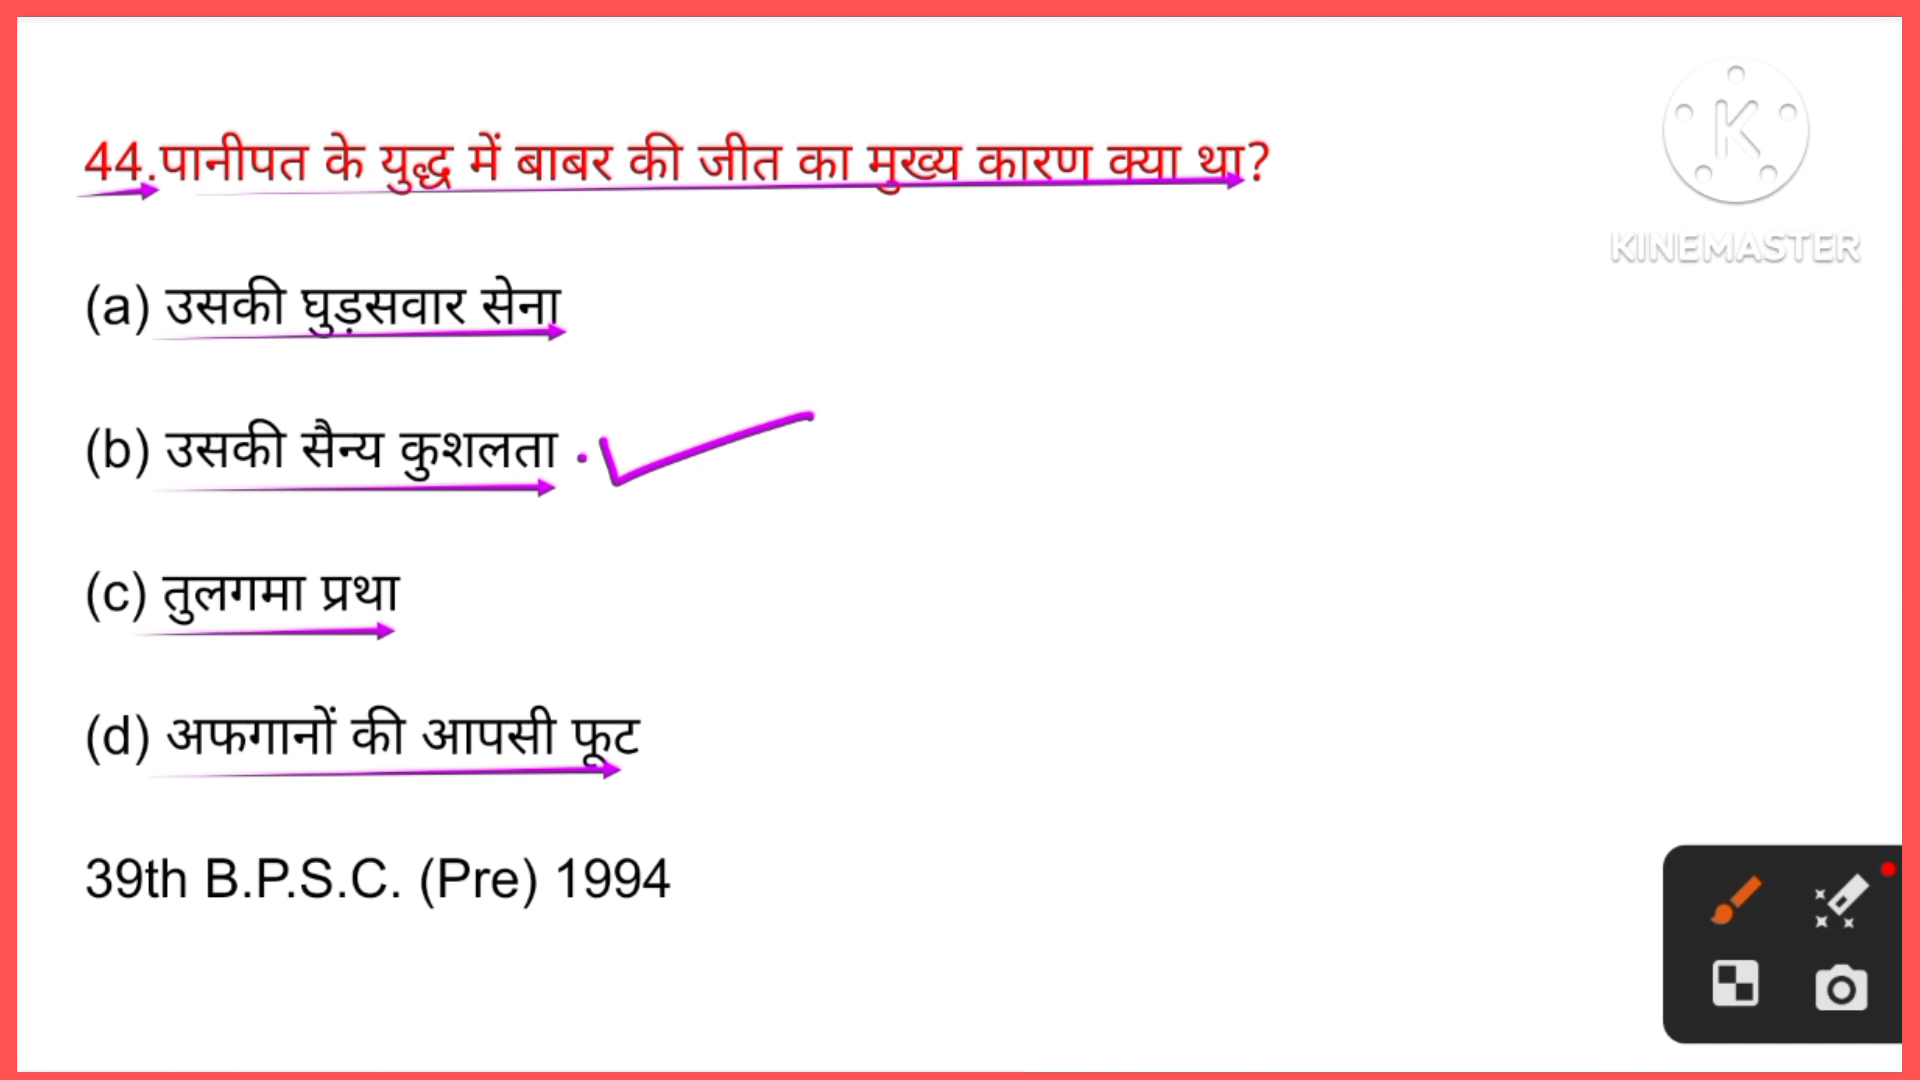 44.पानीपत के युद्ध में बाबर की जीत का मुख्य कारण क्या था?
KINEMASTER
(a) उसकी घुड़सवार सेना
(b) उसकी सैन्य कुशलता
(c) तुलगमा प्रथा
(d) अफगानों की आपसी फूट
39th B.P.S.C. (Pre) 1994